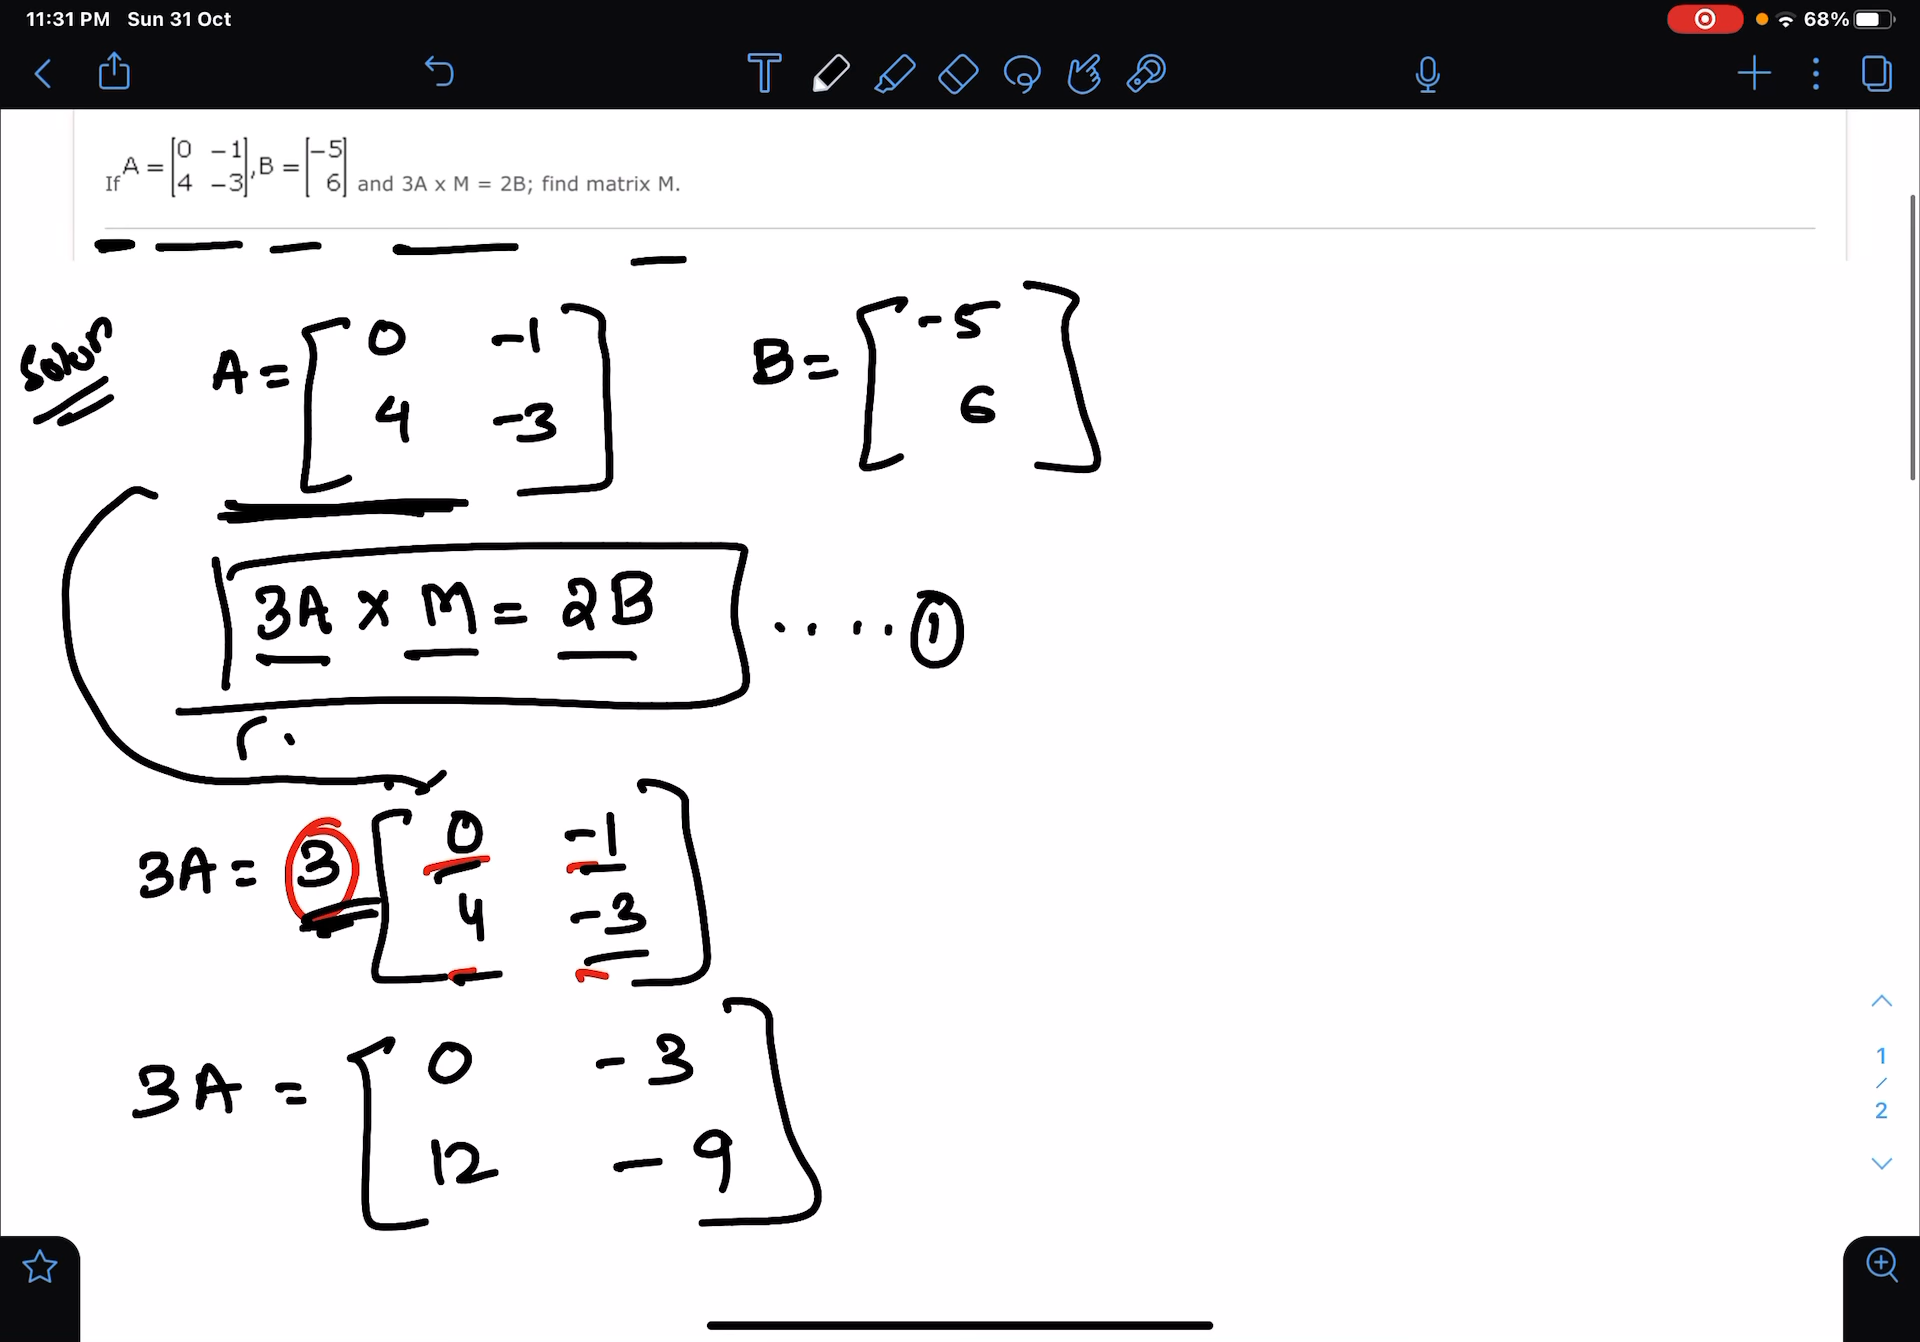 11:31 PM Sun 31 Oct
68%
If A = [0 -1 4 -3], B = [-5 6] and 3A x M = 2B; find matrix M.
Soln
A = [0 -1
4 -3]
B = [-5
6]
3A x M = 2B ....①
3A = 3 [0 -1
4 -3]
3A = [0 -3
12 -9]
1
/
2